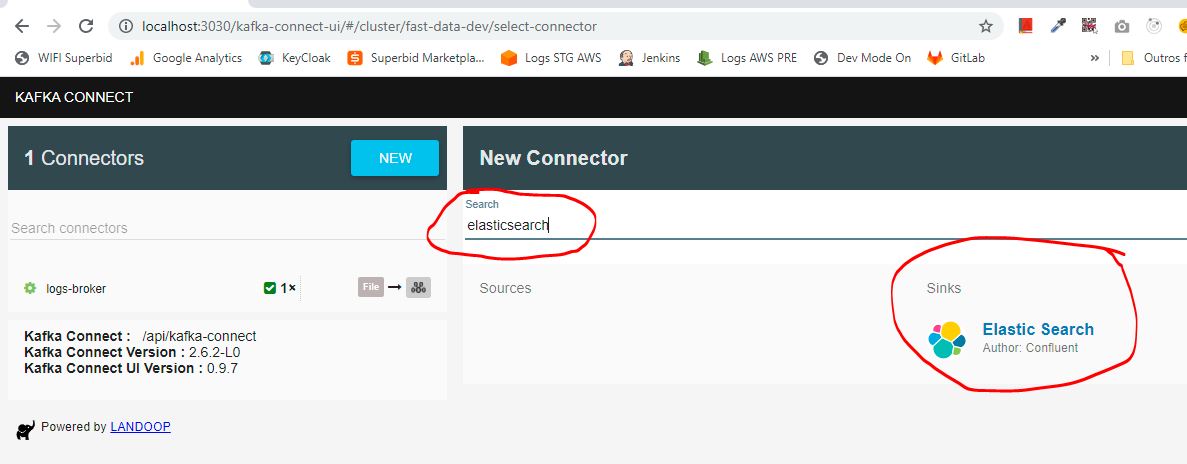 localhost:3030/kafka-connect-ui/#/cluster/fast-data-dev/select-connector
WIFI Superbid
Google Analytics
KeyCloak
Superbid Marketpla...
Logs STG AWS
Jenkins
Logs AWS PRE
Dev Mode On
GitLab
»
Outros f
KAFKA CONNECT
1 Connectors
NEW
Search connectors
logs-broker
1×
File
Kafka Connect : /api/kafka-connect
Kafka Connect Version : 2.6.2-L0
Kafka Connect UI Version : 0.9.7
Powered by LANDOOP
New Connector
Search
elasticsearch
Sources
Sinks
Elastic Search
Author: Confluent